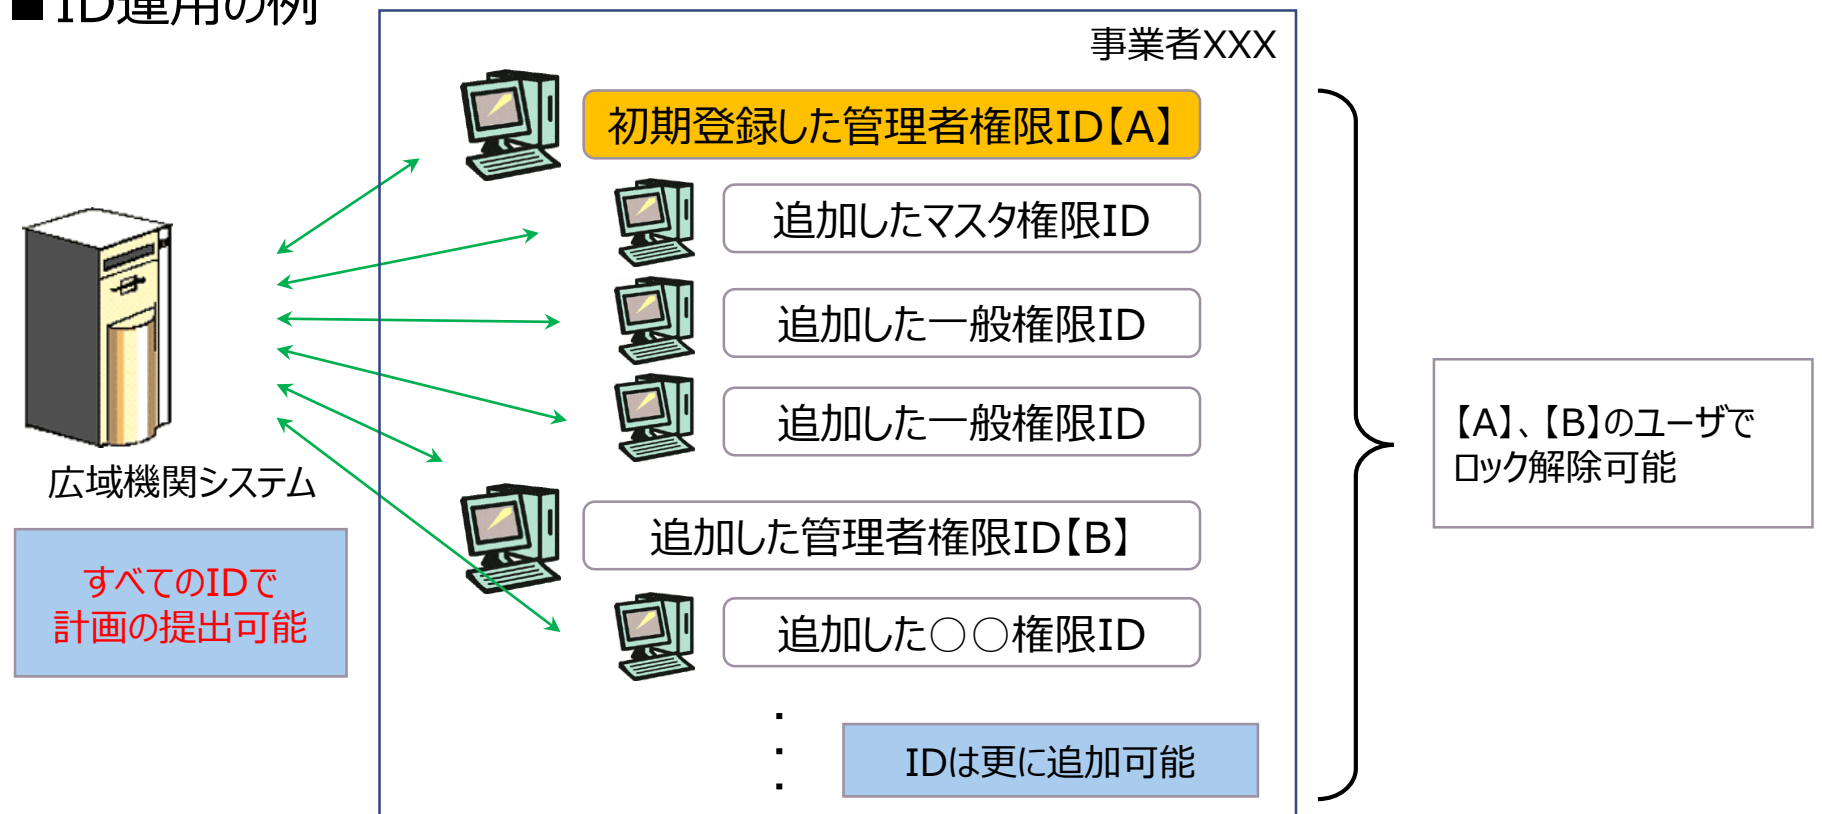 ■ID運用の例
事業者XXX
初期登録した管理者権限ID【A】
追加したマスタ権限ID
追加した一般権限ID
追加した一般権限ID
追加した管理者権限ID【B】
追加した○○権限ID
・
・
・
IDは更に追加可能
広域機関システム
すべてのIDで
計画の提出可能
【A】、【B】のユーザで
ロック解除可能